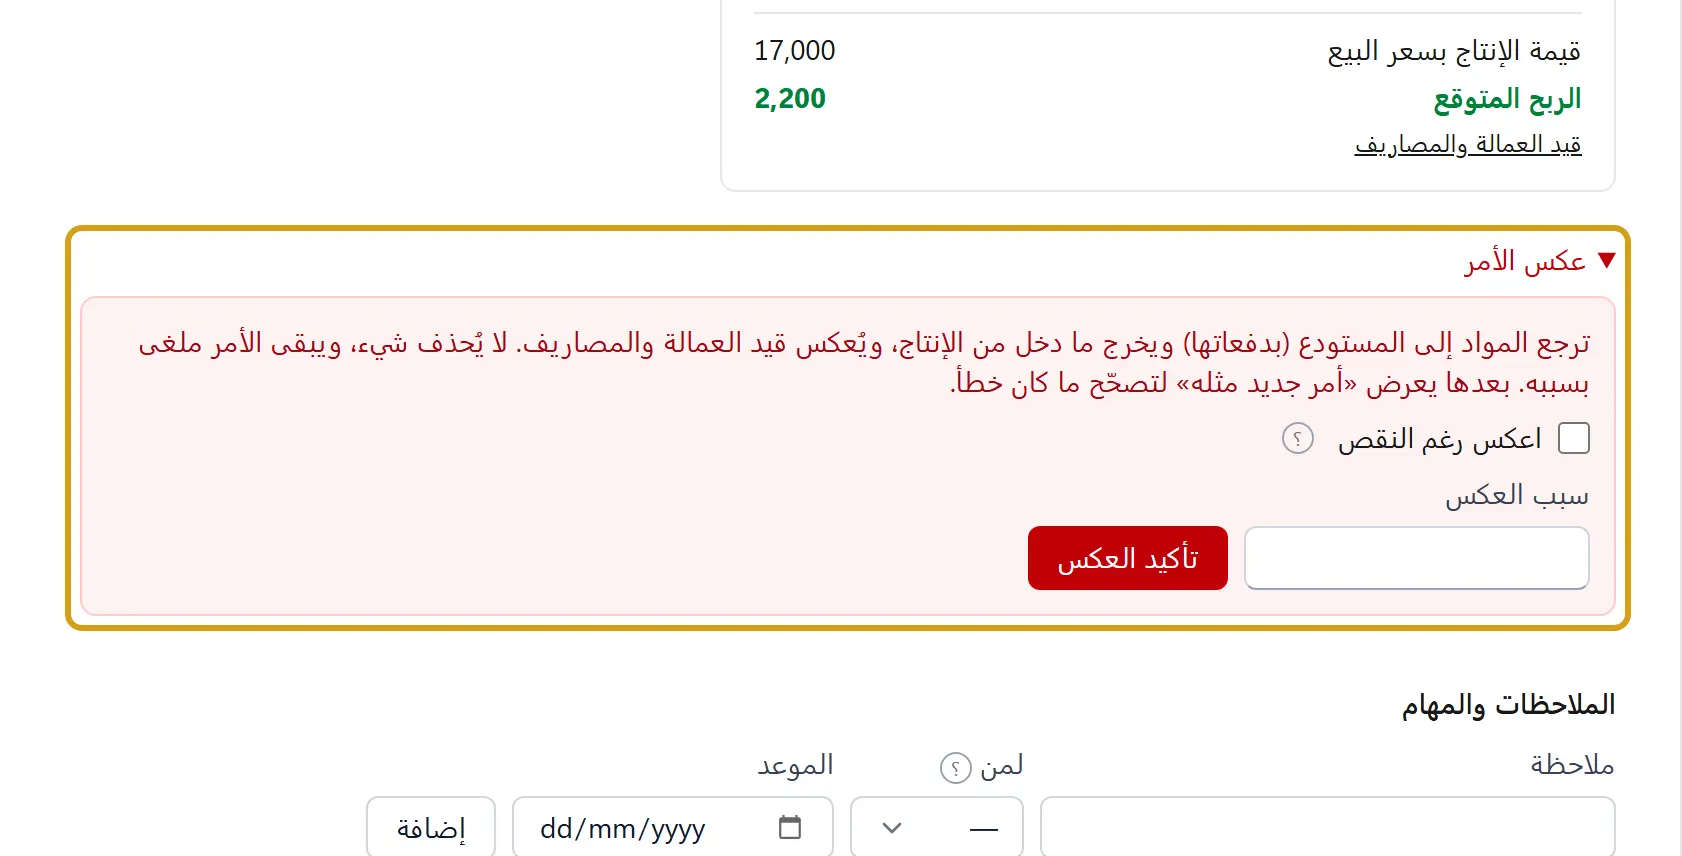 قيمة الإنتاج بسعر البيع 17,000
الربح المتوقع 2,200
قيد العمالة والمصاريف
▼ عكس الأمر
ترجع المواد إلى المستودع (بدفعاتها) ويخرج ما دخل من الإنتاج، ويُعكس قيد العمالة والمصاريف. لا يُحذف شيء، ويبقى الأمر ملغى
بسببه. بعدها يعرض «أمر جديد مثله» لتصحّح ما كان خطأ.
اعكس رغم النقص ؟
سبب العكس
تأكيد العكس
الملاحظات والمهام
ملاحظة لمن ؟ الموعد
— dd/mm/yyyy إضافة